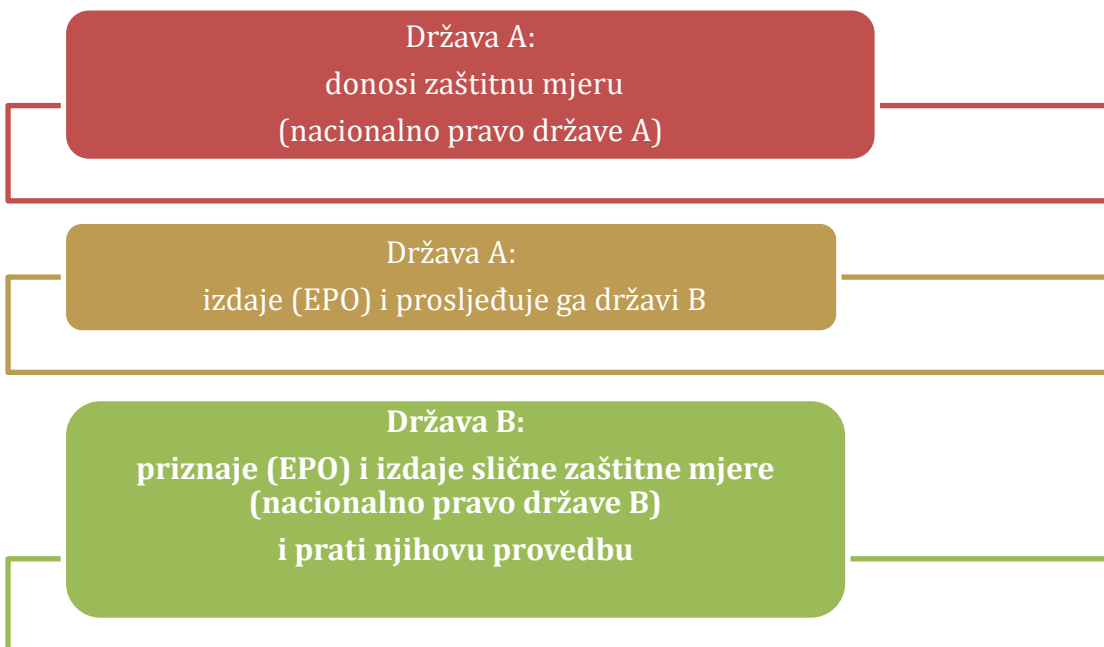 Država A:
donosi zaštitnu mjeru
(nacionalno pravo države A)
Država A:
izdaje (EPO) i prosljeđuje ga državi B
Država B:
priznaje (EPO) i izdaje slične zaštitne mjere
(nacionalno pravo države B)
i prati njihovu provedbu